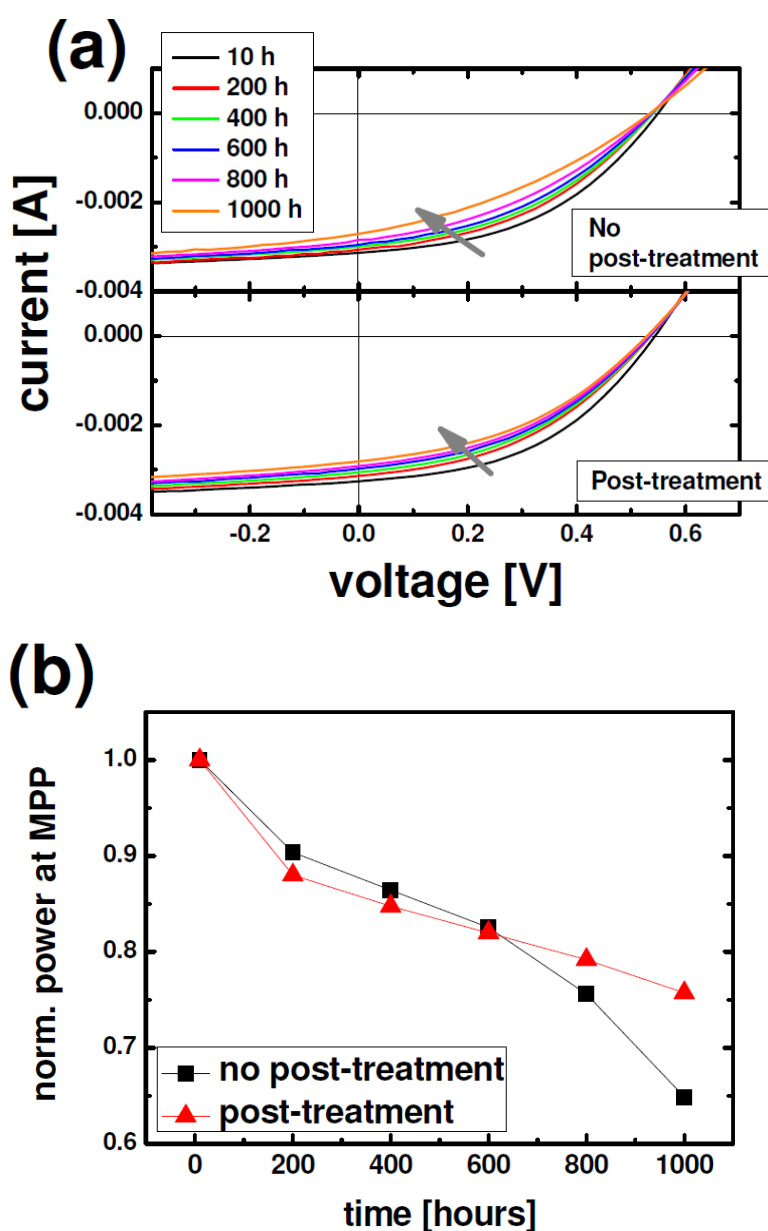 (a)
10 h
200 h
400 h
600 h
800 h
1000 h
0.000
-0.002
-0.004
No
post-treatment
0.000
-0.002
-0.004
Post-treatment
current [A]
-0.2
0.0
0.2
0.4
0.6
voltage [V]
(b)
1.0
0.9
0.8
0.7
0.6
norm. power at MPP
no post-treatment
post-treatment
0
200
400
600
800
1000
time [hours]